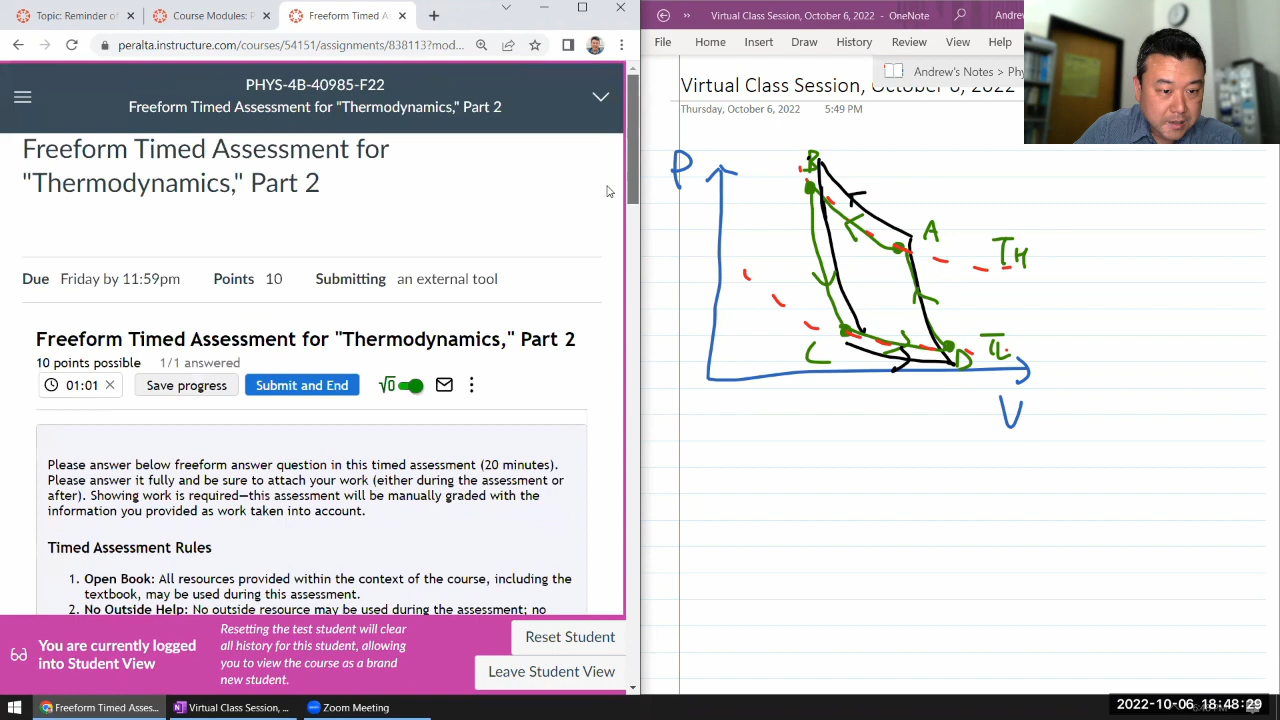 Topic: Reminder of
Course Modules: P
Freeform Timed As
peralta.instructure.com/courses/54151/assignments/838113?mod...
PHYS-4B-40985-F22
Freeform Timed Assessment for "Thermodynamics," Part 2
Freeform Timed Assessment for
"Thermodynamics," Part 2
Due Friday by 11:59pm Points 10 Submitting an external tool
Freeform Timed Assessment for "Thermodynamics," Part 2
10 points possible 1/1 answered
01:01 Save progress Submit and End √0
Please answer below freeform answer question in this timed assessment (20 minutes).
Please answer it fully and be sure to attach your work (either during the assessment or
after). Showing work is required—this assessment will be manually graded with the
information you provided as work taken into account.
Timed Assessment Rules
1. Open Book: All resources provided within the context of the course, including the
textbook, may be used during this assessment.
2. No Outside Help: No outside resource may be used during the assessment; no
You are currently logged
into Student View
Resetting the test student will clear
all history for this student, allowing
you to view the course as a brand
new student.
Reset Student
Leave Student View
Virtual Class Session, October 6, 2022 - OneNote
Andrew
File Home Insert Draw History Review View Help
Andrew's Notes > Phy
Virtual Class Session, October 6, 2022
Thursday, October 6, 2022 5:49 PM
P
B
A
TH
C
D
TL
V
Freeform Timed Asses...
Virtual Class Session, ...
Zoom Meeting
2022-10-06 18:48:29